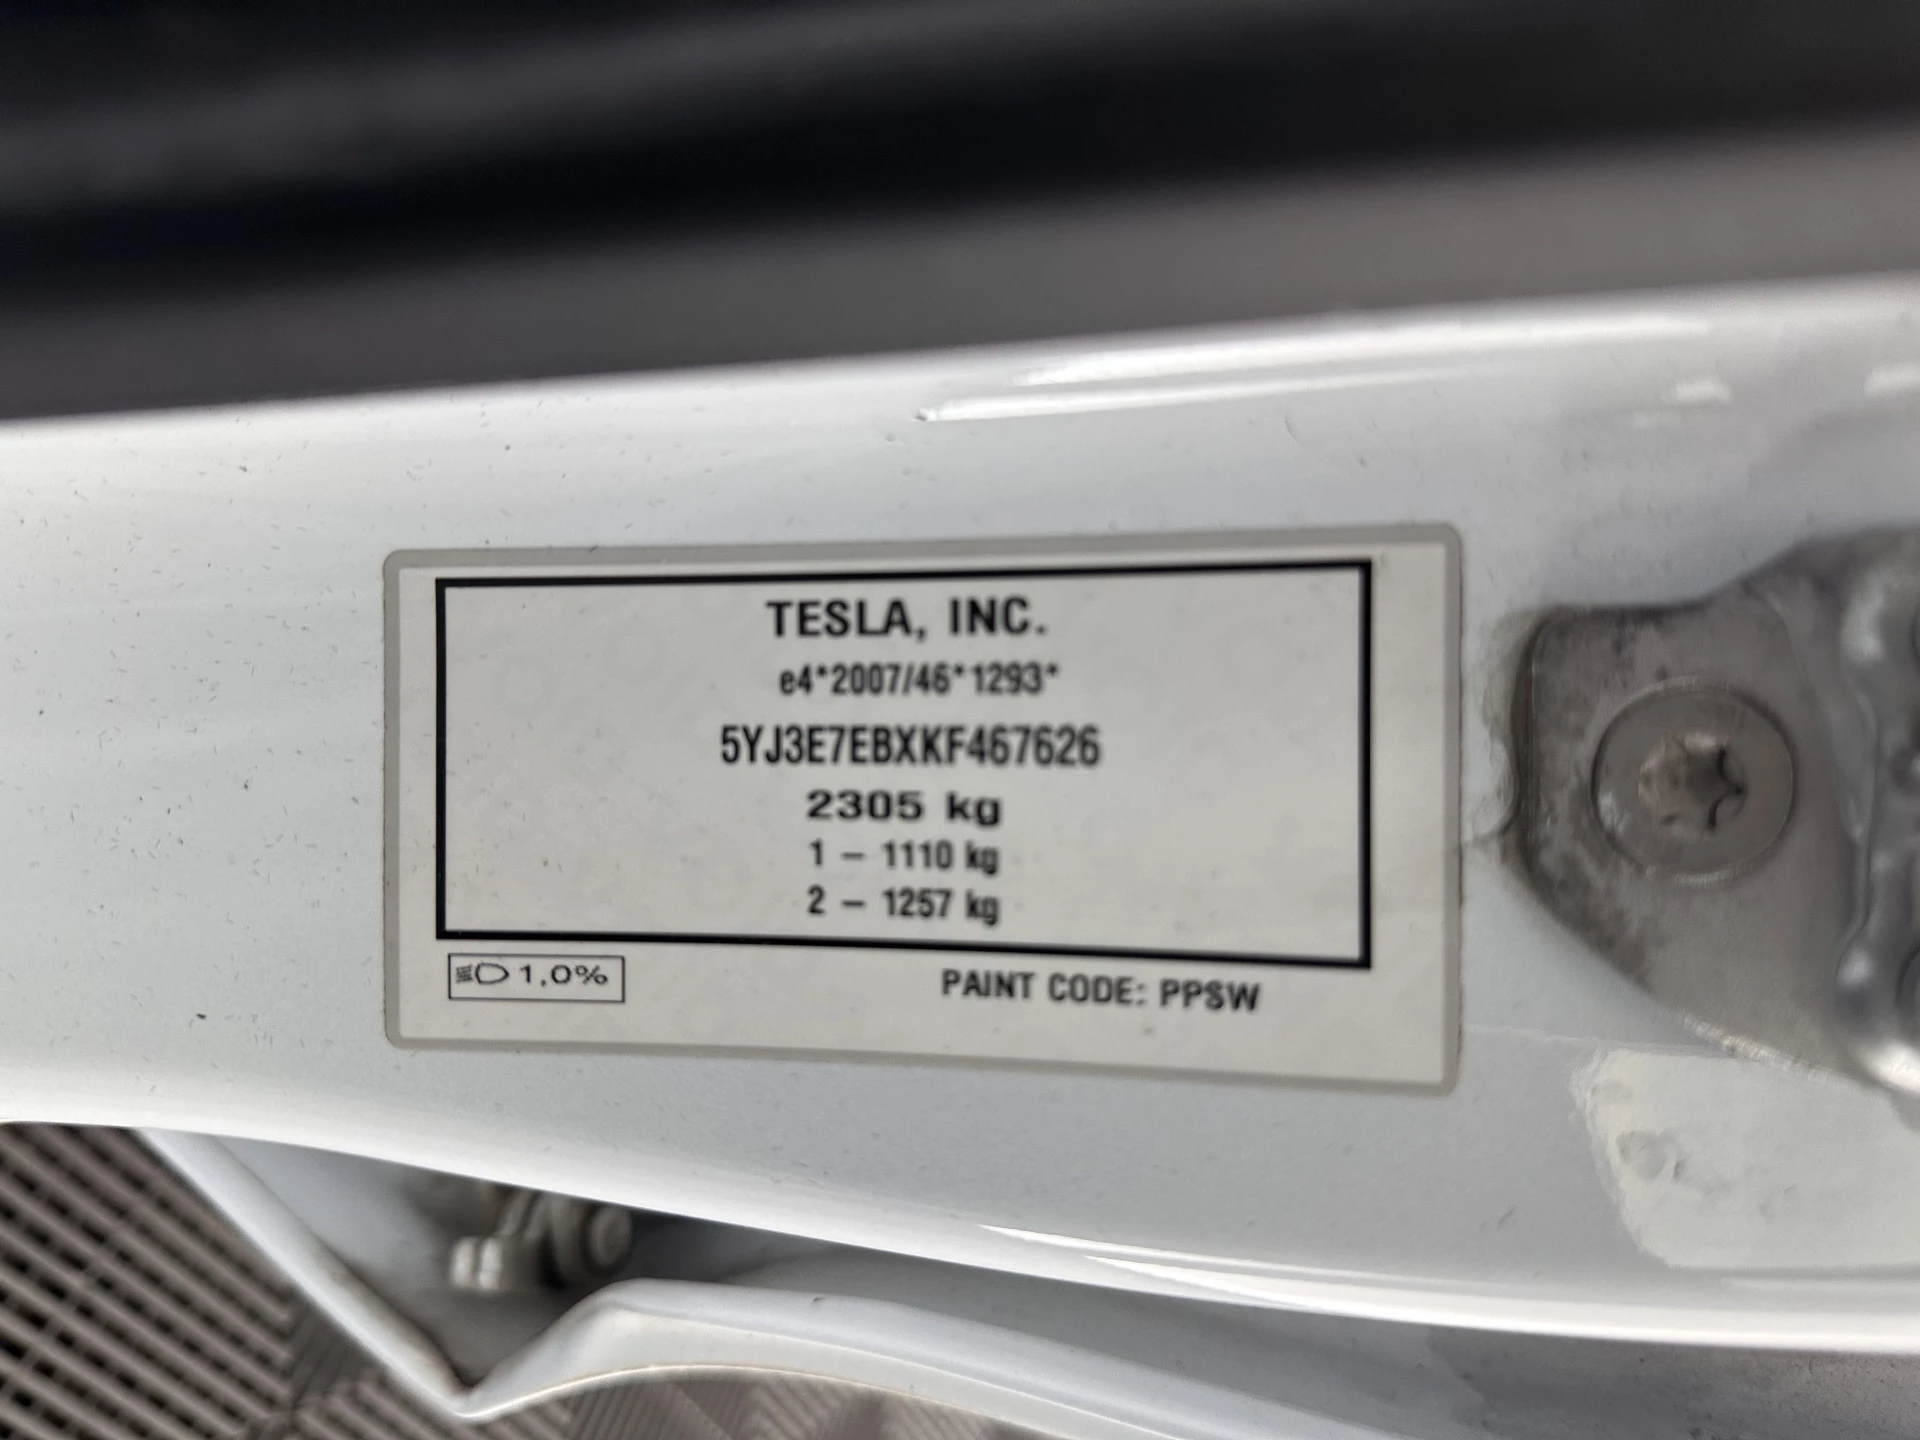 TESLA, INC.
e4*2007/46*1293*
5YJ3E7EBXKF467626
2305 kg
1 – 1110 kg
2 – 1257 kg
1,0%
PAINT CODE: PPSW